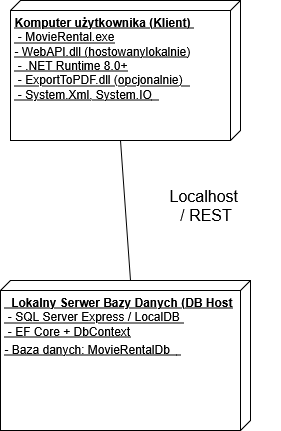 Komputer użytkownika (Klient)
- MovieRental.exe
- WebAPI.dll (hostowanylokalnie)
- .NET Runtime 8.0+
- ExportToPDF.dll (opcjonalnie)
- System.Xml, System.IO
Localhost
/ REST
Lokalny Serwer Bazy Danych (DB Host
- SQL Server Express / LocalDB
- EF Core + DbContext
- Baza danych: MovieRentalDb